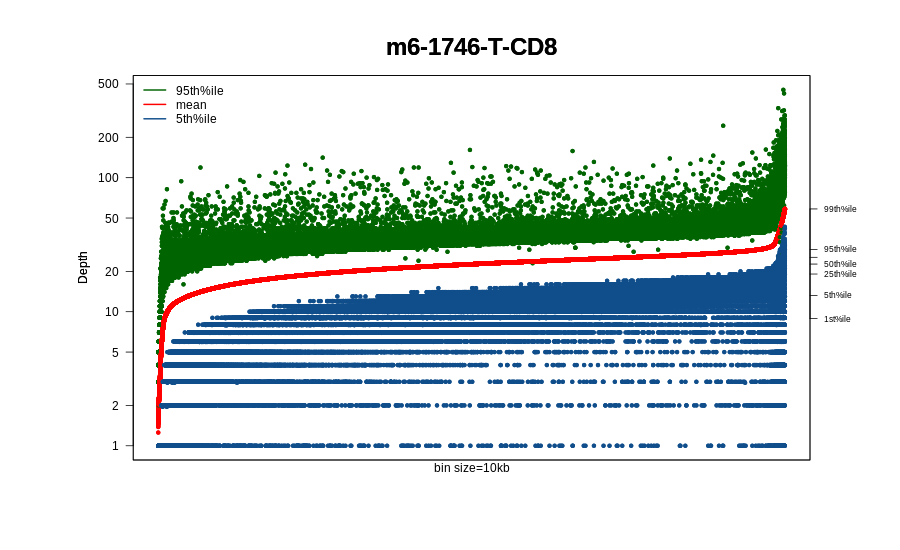 m6-1746-T-CD8
500
200
100
50
20
10
5
2
1
Depth
95th%ile
mean
5th%ile
99th%ile
95th%ile
50th%ile
25th%ile
5th%ile
1st%ile
bin size=10kb